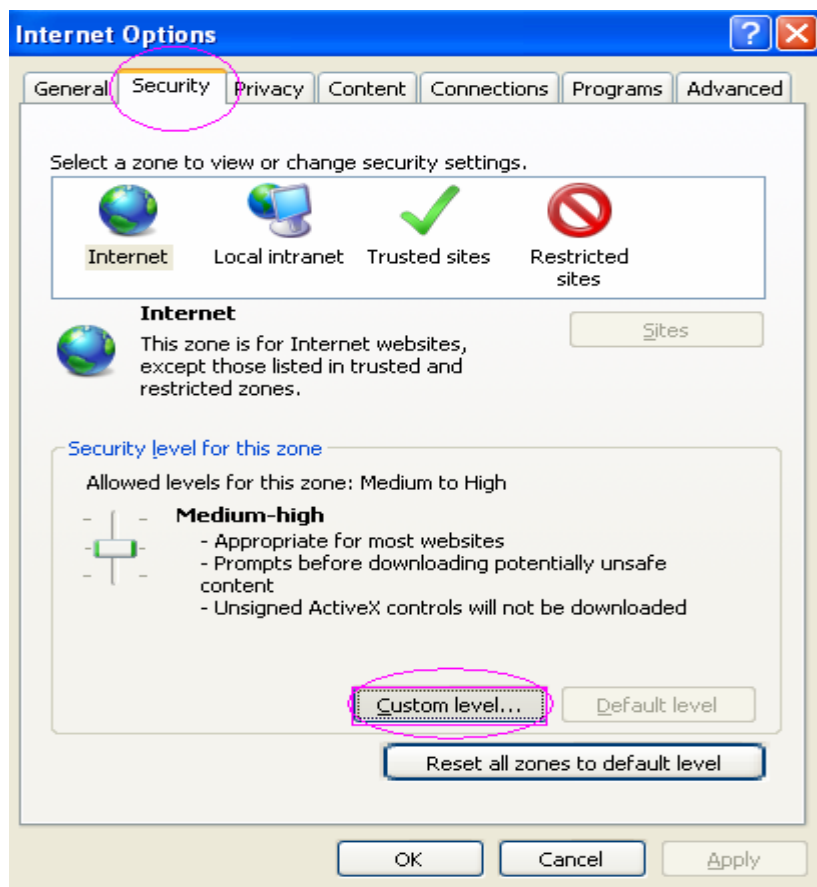 Internet Options
?
X
General Security Privacy Content Connections Programs Advanced
Select a zone to view or change security settings.
Internet Local intranet Trusted sites Restricted
sites
Internet
Sites
This zone is for Internet websites,
except those listed in trusted and
restricted zones.
Security level for this zone
Allowed levels for this zone: Medium to High
Medium-high
- Appropriate for most websites
- Prompts before downloading potentially unsafe
content
- Unsigned ActiveX controls will not be downloaded
Custom level... Default level
Reset all zones to default level
OK Cancel Apply